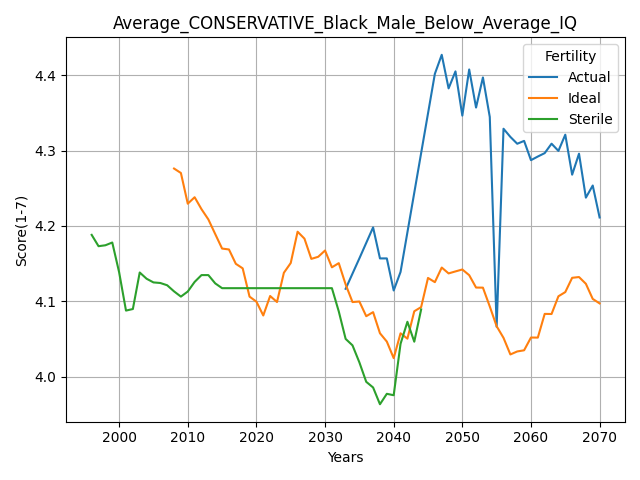 Average_CONSERVATIVE_Black_Male_Below_Average_IQ
Fertility
Actual
Ideal
Sterile
Score(1-7)
4.4
4.3
4.2
4.1
4.0
2000 2010 2020 2030 2040 2050 2060 2070
Years